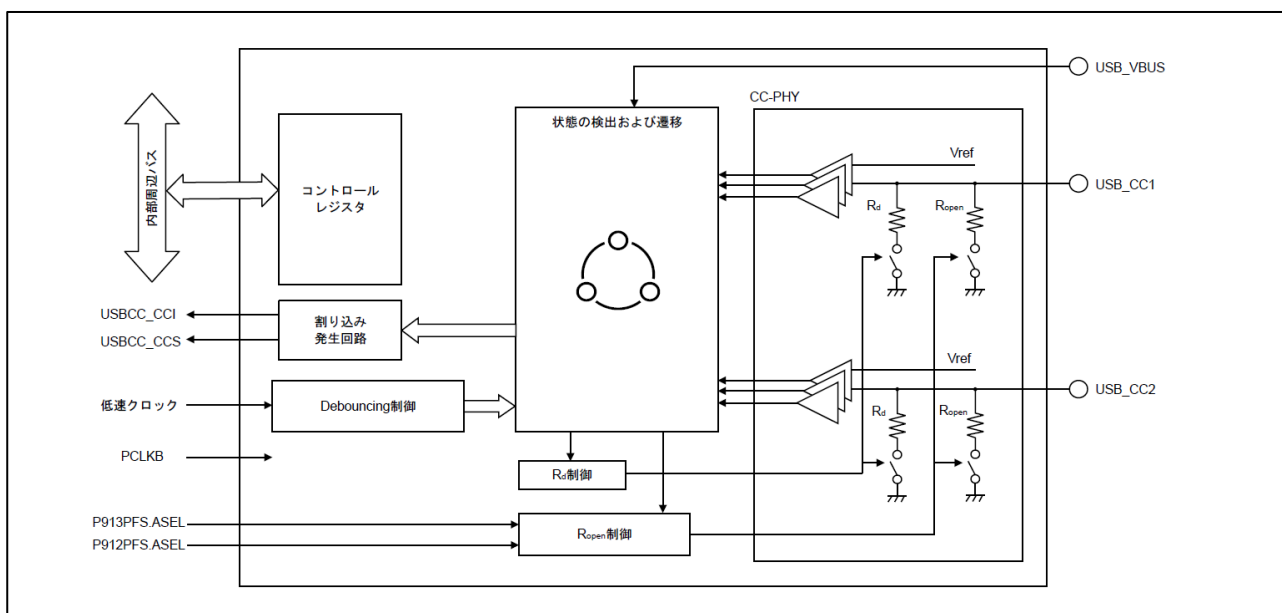 USB_VBUS
CC-PHY
状態の検出および遷移
内部周辺バス
コントロール
レジスタ
Vref
USB_CC1
Rd
Ropen
USBCC_CCI
USBCC_CCS
割り込み
発生回路
Vref
USB_CC2
低速クロック
Debouncing制御
Rd
Ropen
PCLKB
Rd制御
P913PFS.ASEL
P912PFS.ASEL
Ropen制御